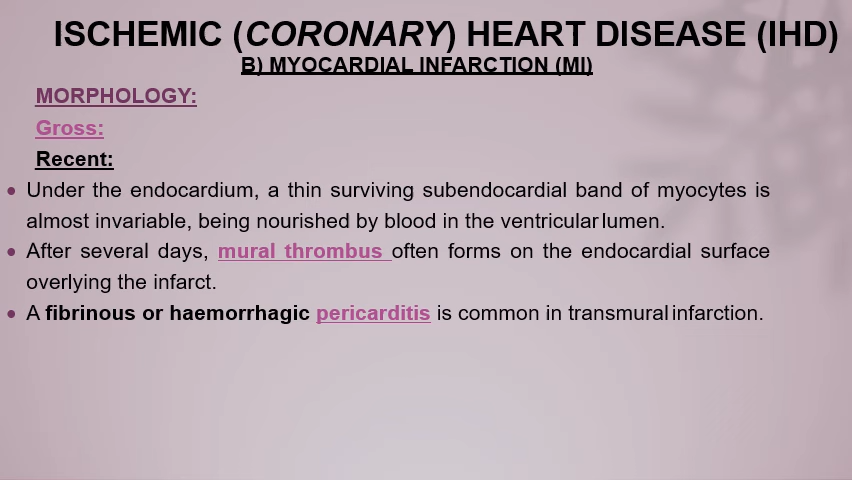 ISCHEMIC (CORONARY) HEART DISEASE (IHD)
B) MYOCARDIAL INFARCTION (MI)
MORPHOLOGY:
Gross:
Recent:
• Under the endocardium, a thin surviving subendocardial band of myocytes is
almost invariable, being nourished by blood in the ventricular lumen.
• After several days, mural thrombus often forms on the endocardial surface
overlying the infarct.
• A fibrinous or haemorrhagic pericarditis is common in transmural infarction.